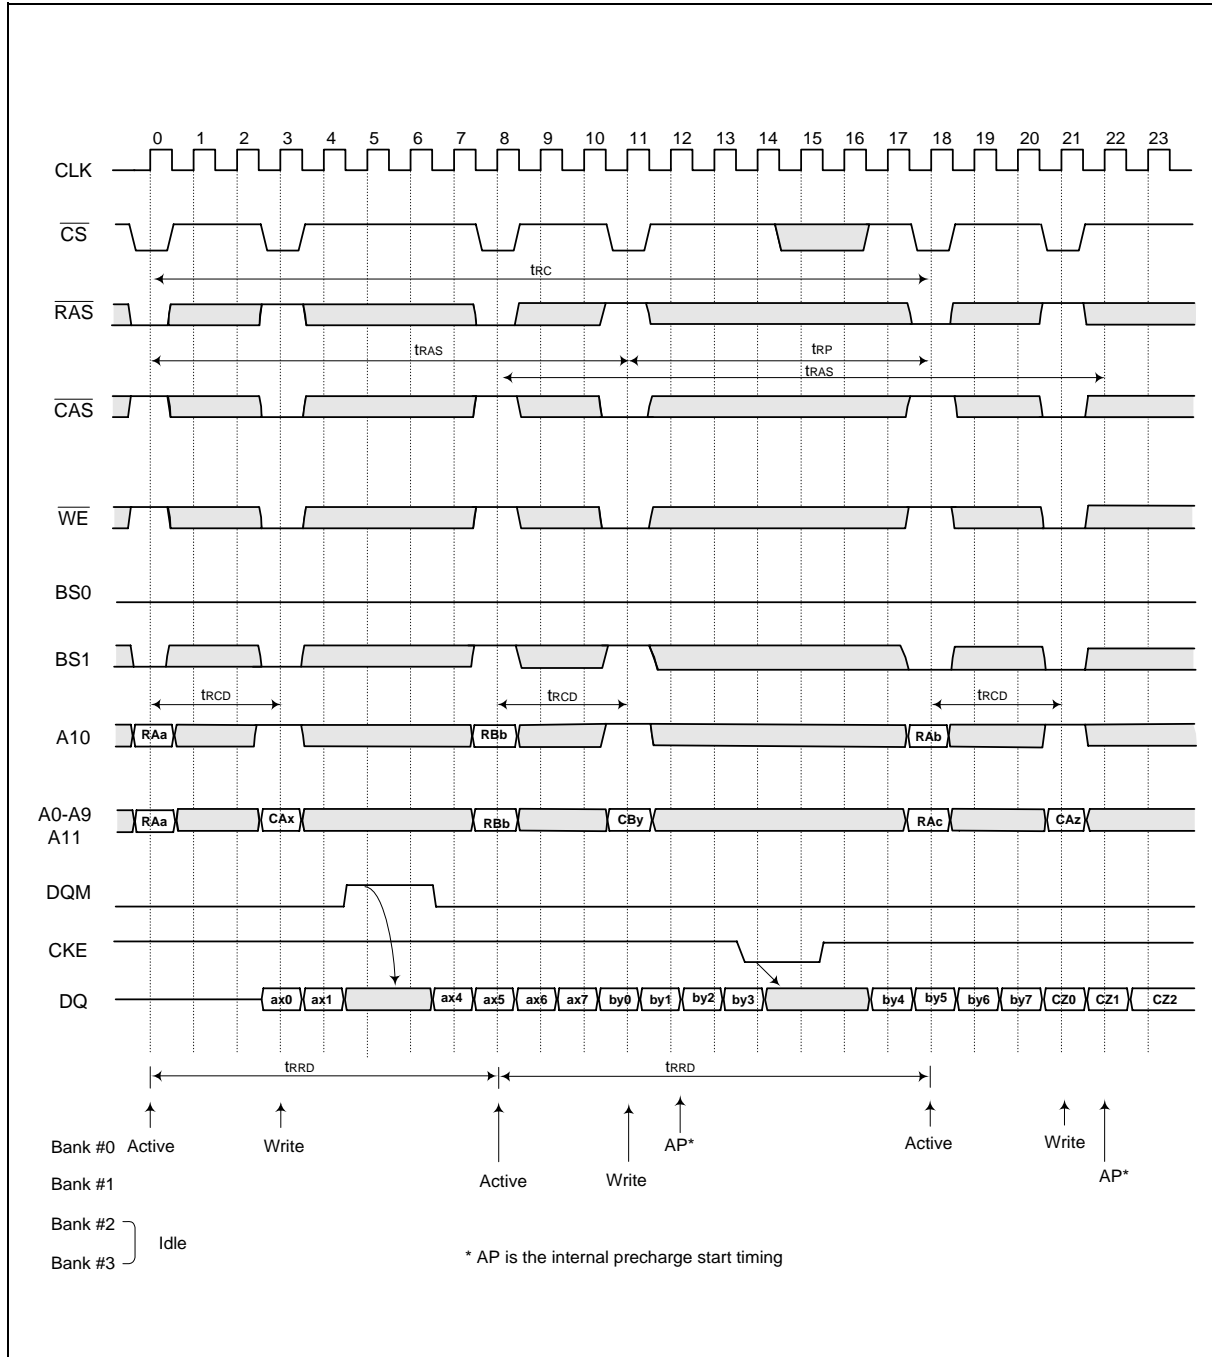 0 1 2 3 4 5 6 7 8 9 10 11 12 13 14 15 16 17 18 19 20 21 22 23
CLK
CS
tRC
RAS
tRAS tRP
tRAS
CAS
WE
BS0
BS1
tRCD tRCD tRCD
A10 RAa RBb RAb
A0-A9 RAa CAx RBb CBy RAc CAz
A11
DQM
CKE
DQ ax0 ax1 ax4 ax5 ax6 ax7 by0 by1 by2 by3 by4 by5 by6 by7 CZ0 CZ1 CZ2
tRRD tRRD
Bank #0 Active Write AP* Active Write
Bank #1 Active Write AP*
Bank #2
Idle
Bank #3
* AP is the internal precharge start timing